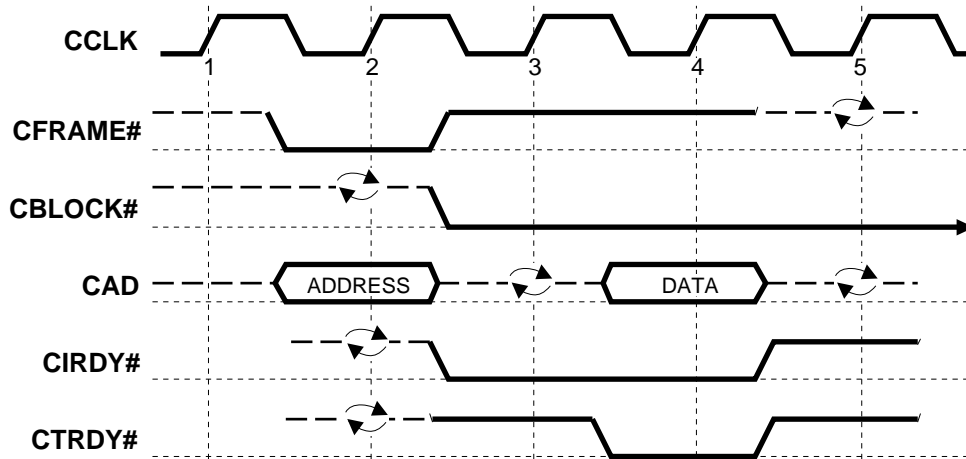 CCLK
1 2 3 4 5
CFRAME#
CBLOCK#
CAD ADDRESS DATA
CIRDY#
CTRDY#